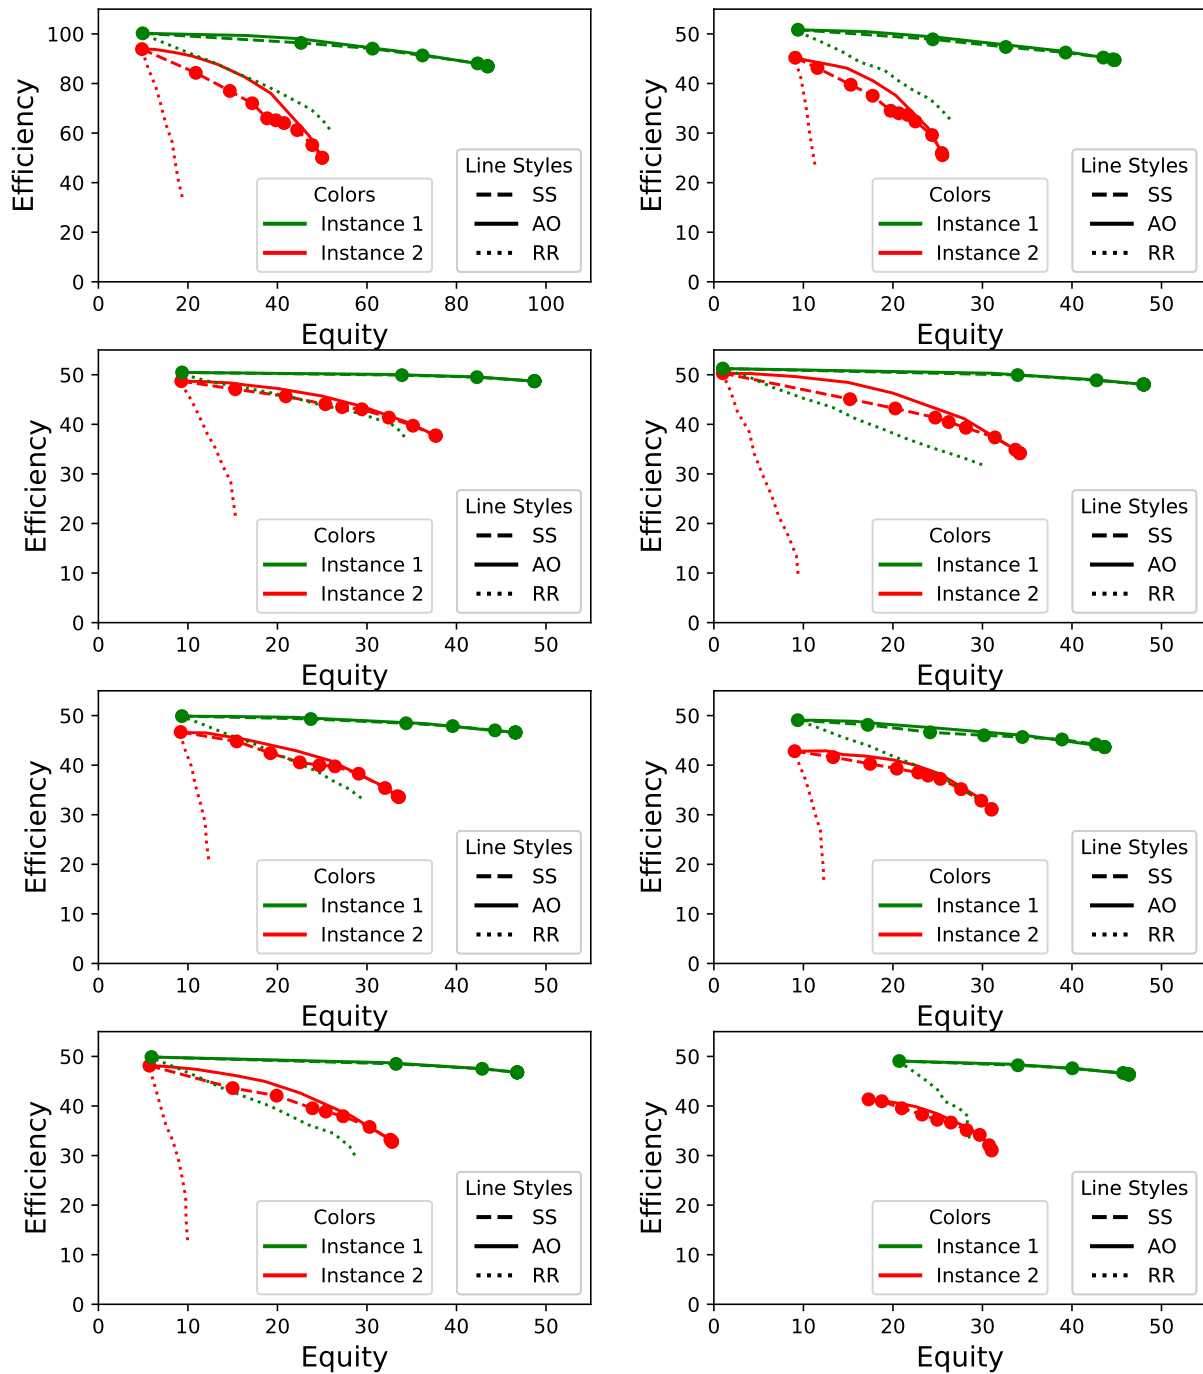 Efficiency
100
80
60
40
20
0
Colors
Instance 1
Instance 2
Line Styles
SS
AO
RR
0 20 40 60 80 100
Equity
Efficiency
50
40
30
20
10
0
Colors
Instance 1
Instance 2
Line Styles
SS
AO
RR
0 10 20 30 40 50
Equity
Efficiency
50
40
30
20
10
0
Colors
Instance 1
Instance 2
Line Styles
SS
AO
RR
0 10 20 30 40 50
Equity
Efficiency
50
40
30
20
10
0
Colors
Instance 1
Instance 2
Line Styles
SS
AO
RR
0 10 20 30 40 50
Equity
Efficiency
50
40
30
20
10
0
Colors
Instance 1
Instance 2
Line Styles
SS
AO
RR
0 10 20 30 40 50
Equity
Efficiency
50
40
30
20
10
0
Colors
Instance 1
Instance 2
Line Styles
SS
AO
RR
0 10 20 30 40 50
Equity
Efficiency
50
40
30
20
10
0
Colors
Instance 1
Instance 2
Line Styles
SS
AO
RR
0 10 20 30 40 50
Equity
Efficiency
50
40
30
20
10
0
Colors
Instance 1
Instance 2
Line Styles
SS
AO
RR
0 10 20 30 40 50
Equity